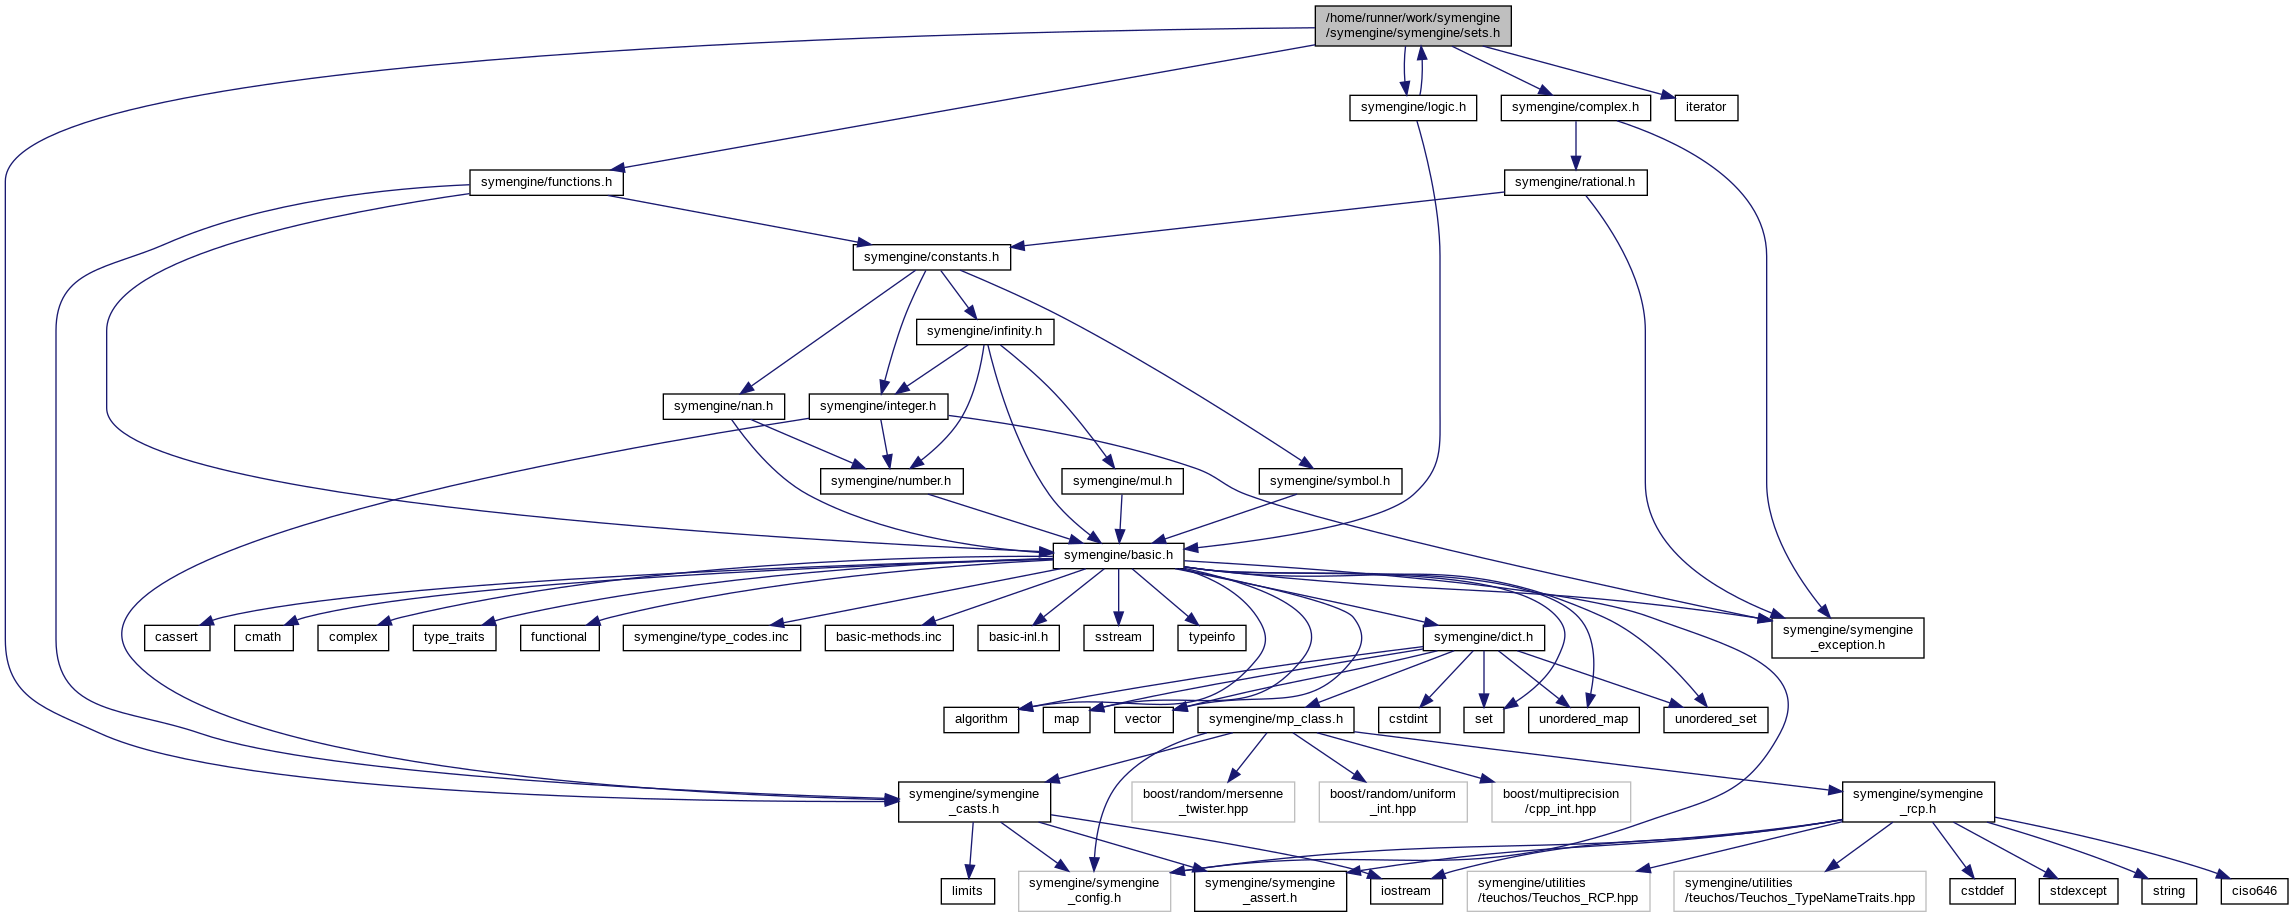 /home/runner/work/symengine
/symengine/symengine/sets.h
symengine/logic.h
symengine/complex.h
iterator
symengine/functions.h
symengine/rational.h
symengine/constants.h
symengine/infinity.h
symengine/nan.h
symengine/integer.h
symengine/number.h
symengine/mul.h
symengine/symbol.h
symengine/basic.h
cassert
cmath
complex
type_traits
functional
symengine/type_codes.inc
basic-methods.inc
basic-inl.h
sstream
typeinfo
symengine/dict.h
symengine/symengine
_exception.h
algorithm
map
vector
symengine/mp_class.h
cstdint
set
unordered_map
unordered_set
symengine/symengine
_casts.h
boost/random/mersenne
_twister.hpp
boost/random/uniform
_int.hpp
boost/multiprecision
/cpp_int.hpp
symengine/symengine
_rcp.h
limits
symengine/symengine
_config.h
symengine/symengine
_assert.h
iostream
symengine/utilities
/teuchos/Teuchos_RCP.hpp
symengine/utilities
/teuchos/Teuchos_TypeNameTraits.hpp
cstddef
stdexcept
string
ciso646